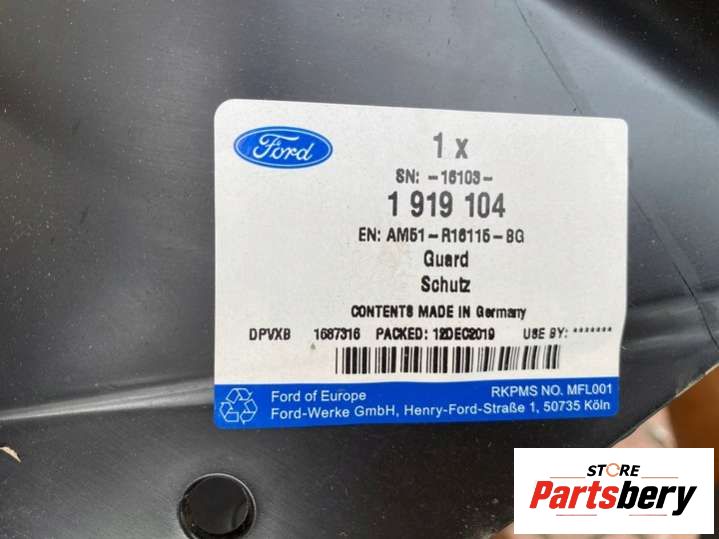 Ford
1 x
SN: -16103-
1 919 104
EN: AM51-R16115-BG
Guard
Schutz
CONTENTS MADE IN Germany
DPVXB 1687316 PACKED: 12DEC2019 USE BY: *******
Ford of Europe RKPMS NO. MFL001
Ford-Werke GmbH, Henry-Ford-Straße 1, 50735 Köln
STORE
Partsbery